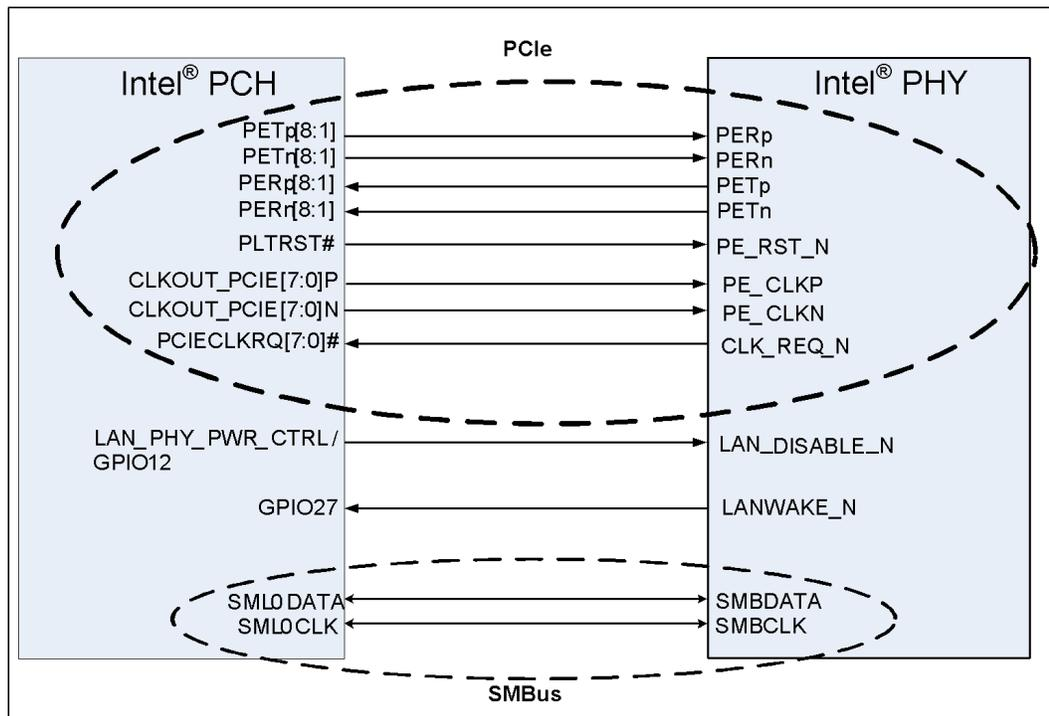 PCIe
Intel® PCH
Intel® PHY
PETp[8:1]
PERp
PETn[8:1]
PERn
PERp[8:1]
PETp
PERn[8:1]
PETn
PLTRST#
PE_RST_N
CLKOUT_PCIE[7:0]P
PE_CLKP
CLKOUT_PCIE[7:0]N
PE_CLKN
PCIECLKRQ[7:0]#
CLK_REQ_N
LAN_PHY_PWR_CTRL/
GPIO12
LAN_DISABLE_N
GPIO27
LANWAKE_N
SML0DATA
SMBDATA
SML0CLK
SMBCLK
SMBus